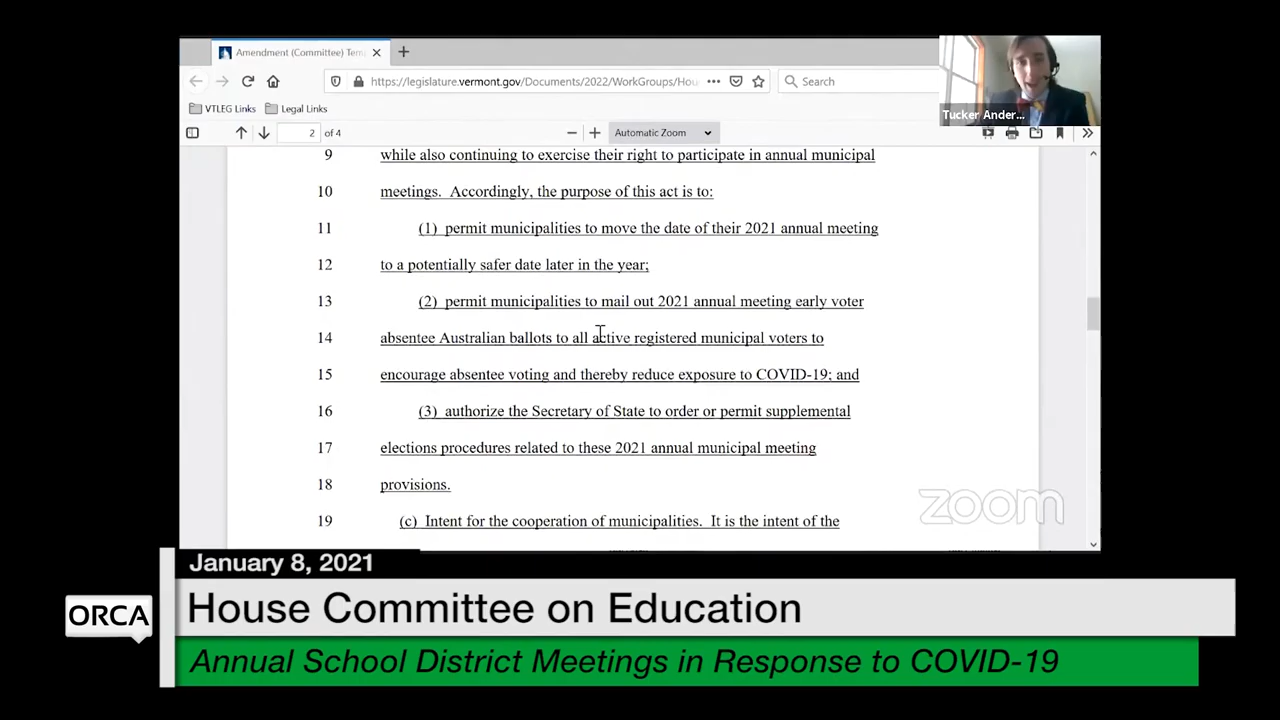 Amendment (Committee) Tem
https://legislature.vermont.gov/Documents/2022/WorkGroups/Hou
Search
VTLEG Links
Legal Links
Tucker Ander...
2 of 4
Automatic Zoom
9 while also continuing to exercise their right to participate in annual municipal
10 meetings. Accordingly, the purpose of this act is to:
11 (1) permit municipalities to move the date of their 2021 annual meeting
12 to a potentially safer date later in the year;
13 (2) permit municipalities to mail out 2021 annual meeting early voter
14 absentee Australian ballots to all active registered municipal voters to
15 encourage absentee voting and thereby reduce exposure to COVID-19; and
16 (3) authorize the Secretary of State to order or permit supplemental
17 elections procedures related to these 2021 annual municipal meeting
18 provisions.
19 (c) Intent for the cooperation of municipalities. It is the intent of the
zoom
January 8, 2021
ORCA
House Committee on Education
Annual School District Meetings in Response to COVID-19